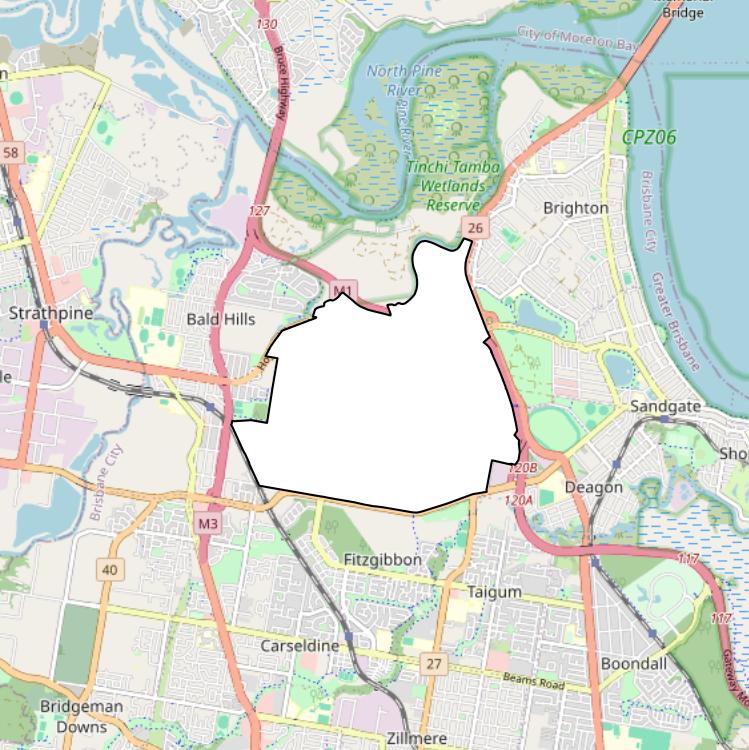 Bridge
130
City of Moreton Bay
Bruce Highway
North Pine
River
Pine River
CPZ06
58
Tinchi Tamba
Wetlands
Reserve
127
Brisbane City
Brighton
26
M1
Greater Brisbane
Strathpine
Bald Hills
Sandgate
Brisbane City
120B
Deagon
120A
M3
117
40
Fitzgibbon
Taigum
117
Carseldine
27
Beams Road
Boondall
Bridgeman
Downs
Zillmere